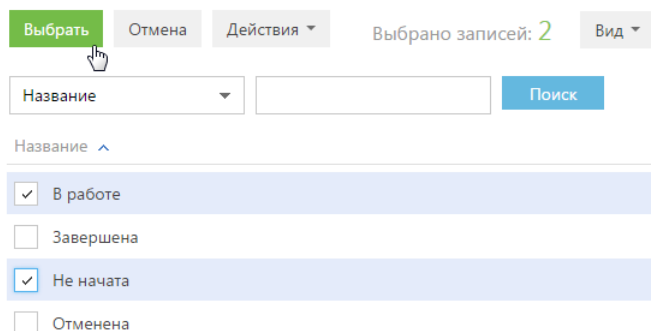 Выбрать Отмена Действия Выбрано записей: 2 Вид
Название Поиск
Название
В работе
Завершена
Не начата
Отменена